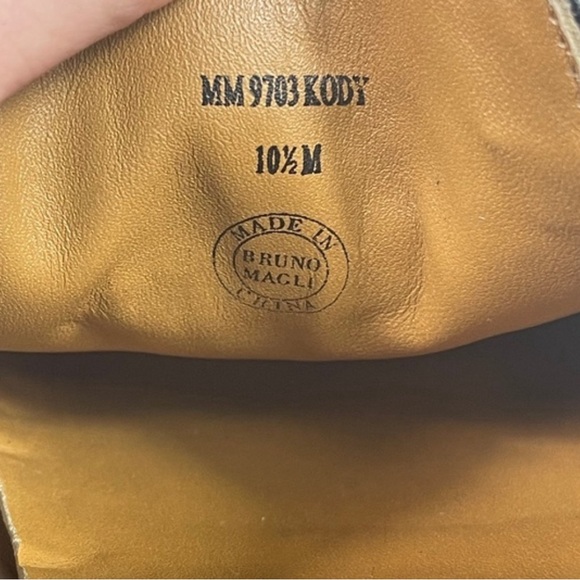 MM 9703 KODY
10½ M
MADE IN
BRUNO
MAGLI
CHINA